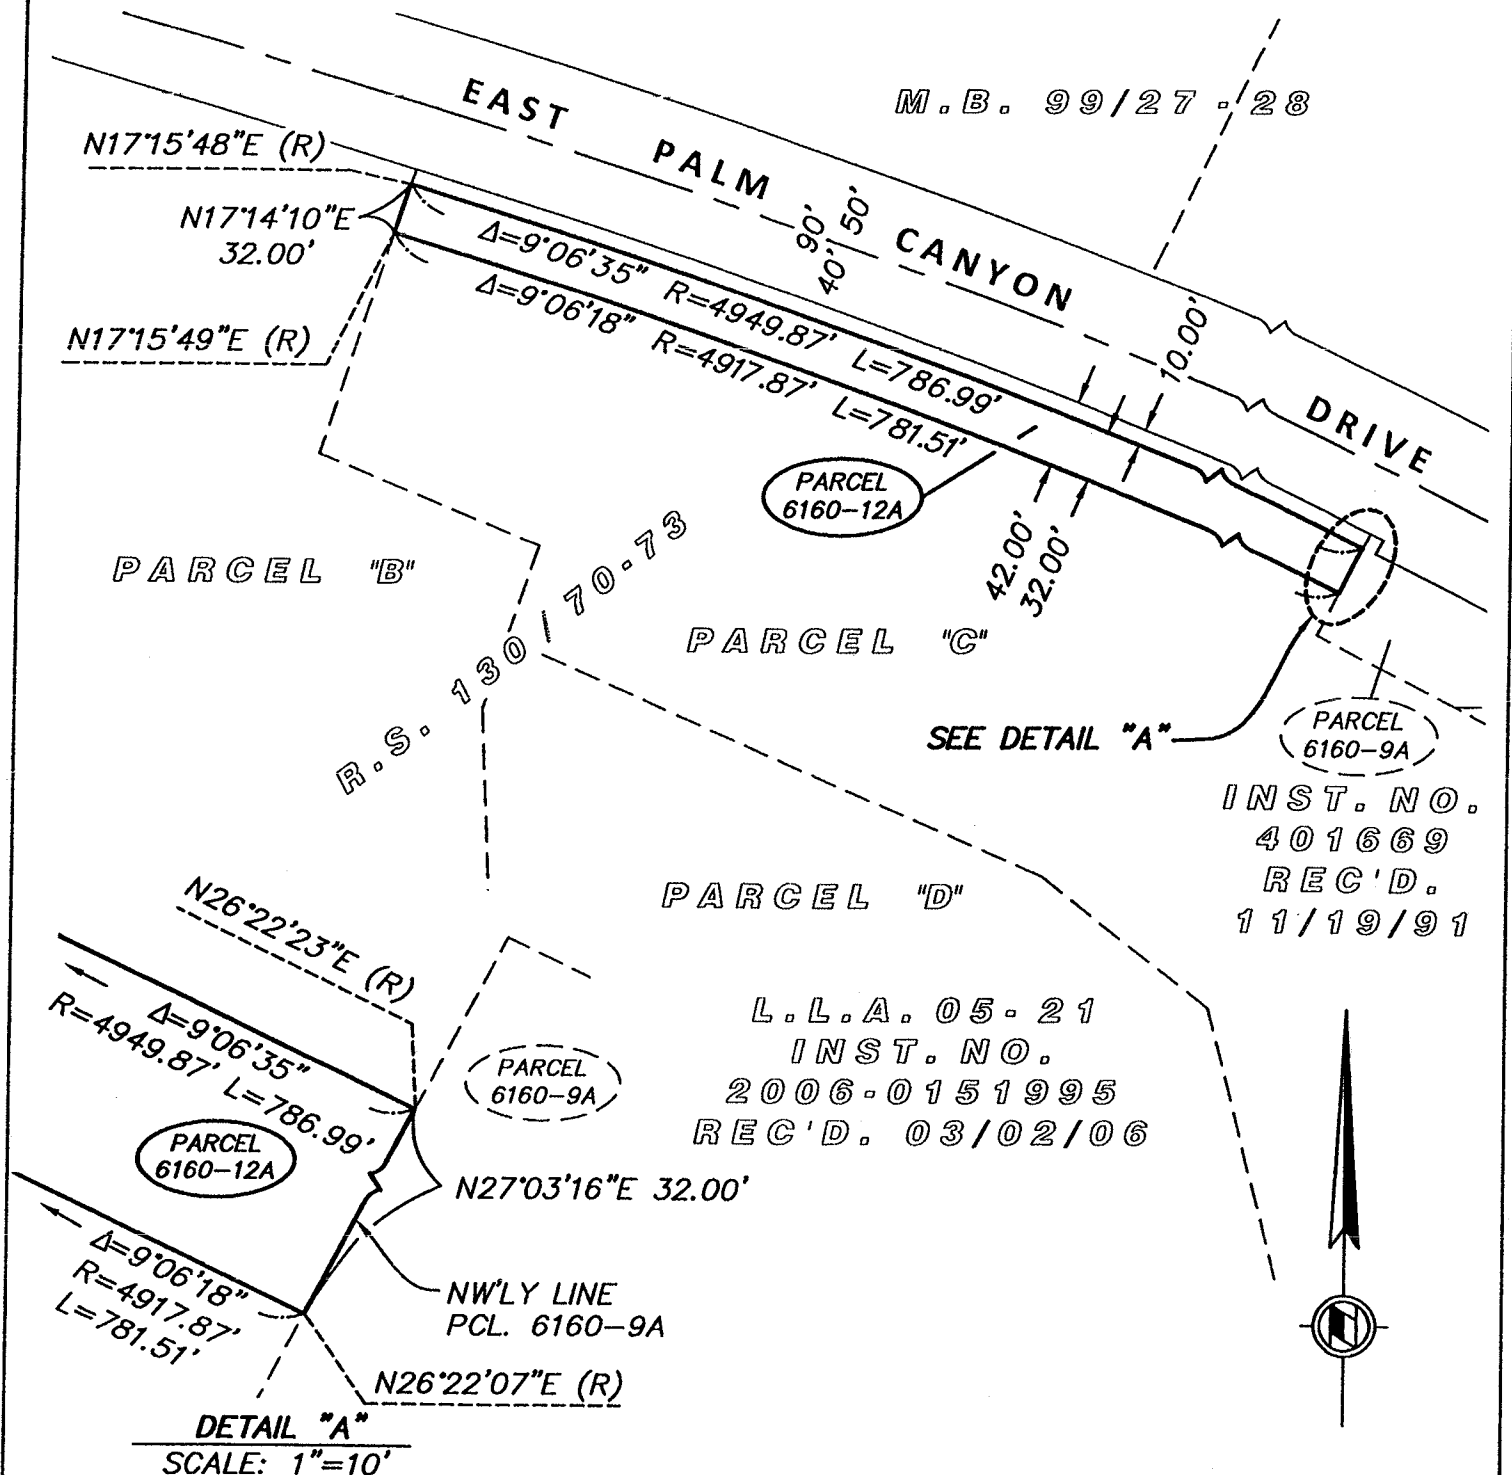 M.B. 99/27-28
EAST PALM CANYON DRIVE
N17°15'48"E (R)
N17°14'10"E
32.00'
N17°15'49"E (R)
90'
40' 50'
10.00'
Δ=9°06'35" R=4949.87' L=786.99'
Δ=9°06'18" R=4917.87' L=781.51'
PARCEL
6160-12A
42.00'
32.00'
PARCEL "B"
R.S. 130/70-73
PARCEL "C"
SEE DETAIL "A"
PARCEL
6160-9A
INST. NO.
401669
REC'D.
11/19/91
PARCEL "D"
L.L.A. 05-21
INST. NO.
2006-0151995
REC'D. 03/02/06
N26°22'23"E (R)
Δ=9°06'35"
R=4949.87' L=786.99'
PARCEL
6160-12A
PARCEL
6160-9A
N27°03'16"E 32.00'
Δ=9°06'18"
R=4917.87'
L=781.51'
NW'LY LINE
PCL. 6160-9A
N26°22'07"E (R)
DETAIL "A"
SCALE: 1"=10'